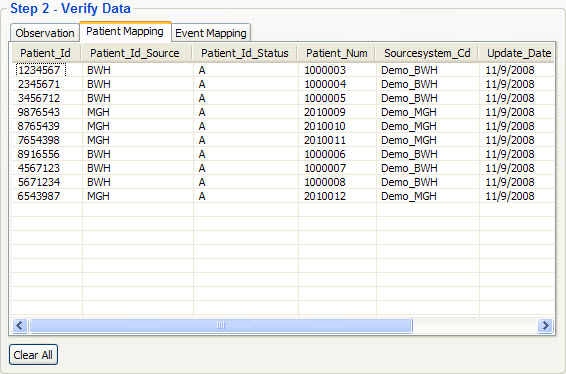 Step 2 - Verify Data
Observation Patient Mapping Event Mapping
Patient_Id Patient_Id_Source Patient_Id_Status Patient_Num Sourcesystem_Cd Update_Date
1234567 BWH A 1000003 Demo_BWH 11/9/2008
2345671 BWH A 1000004 Demo_BWH 11/9/2008
3456712 BWH A 1000005 Demo_BWH 11/9/2008
9876543 MGH A 2010009 Demo_MGH 11/9/2008
8765439 MGH A 2010010 Demo_MGH 11/9/2008
7654398 MGH A 2010011 Demo_MGH 11/9/2008
8916556 BWH A 1000006 Demo_BWH 11/9/2008
4567123 BWH A 1000007 Demo_BWH 11/9/2008
5671234 BWH A 1000008 Demo_BWH 11/9/2008
6543987 MGH A 2010012 Demo_MGH 11/9/2008
Clear All